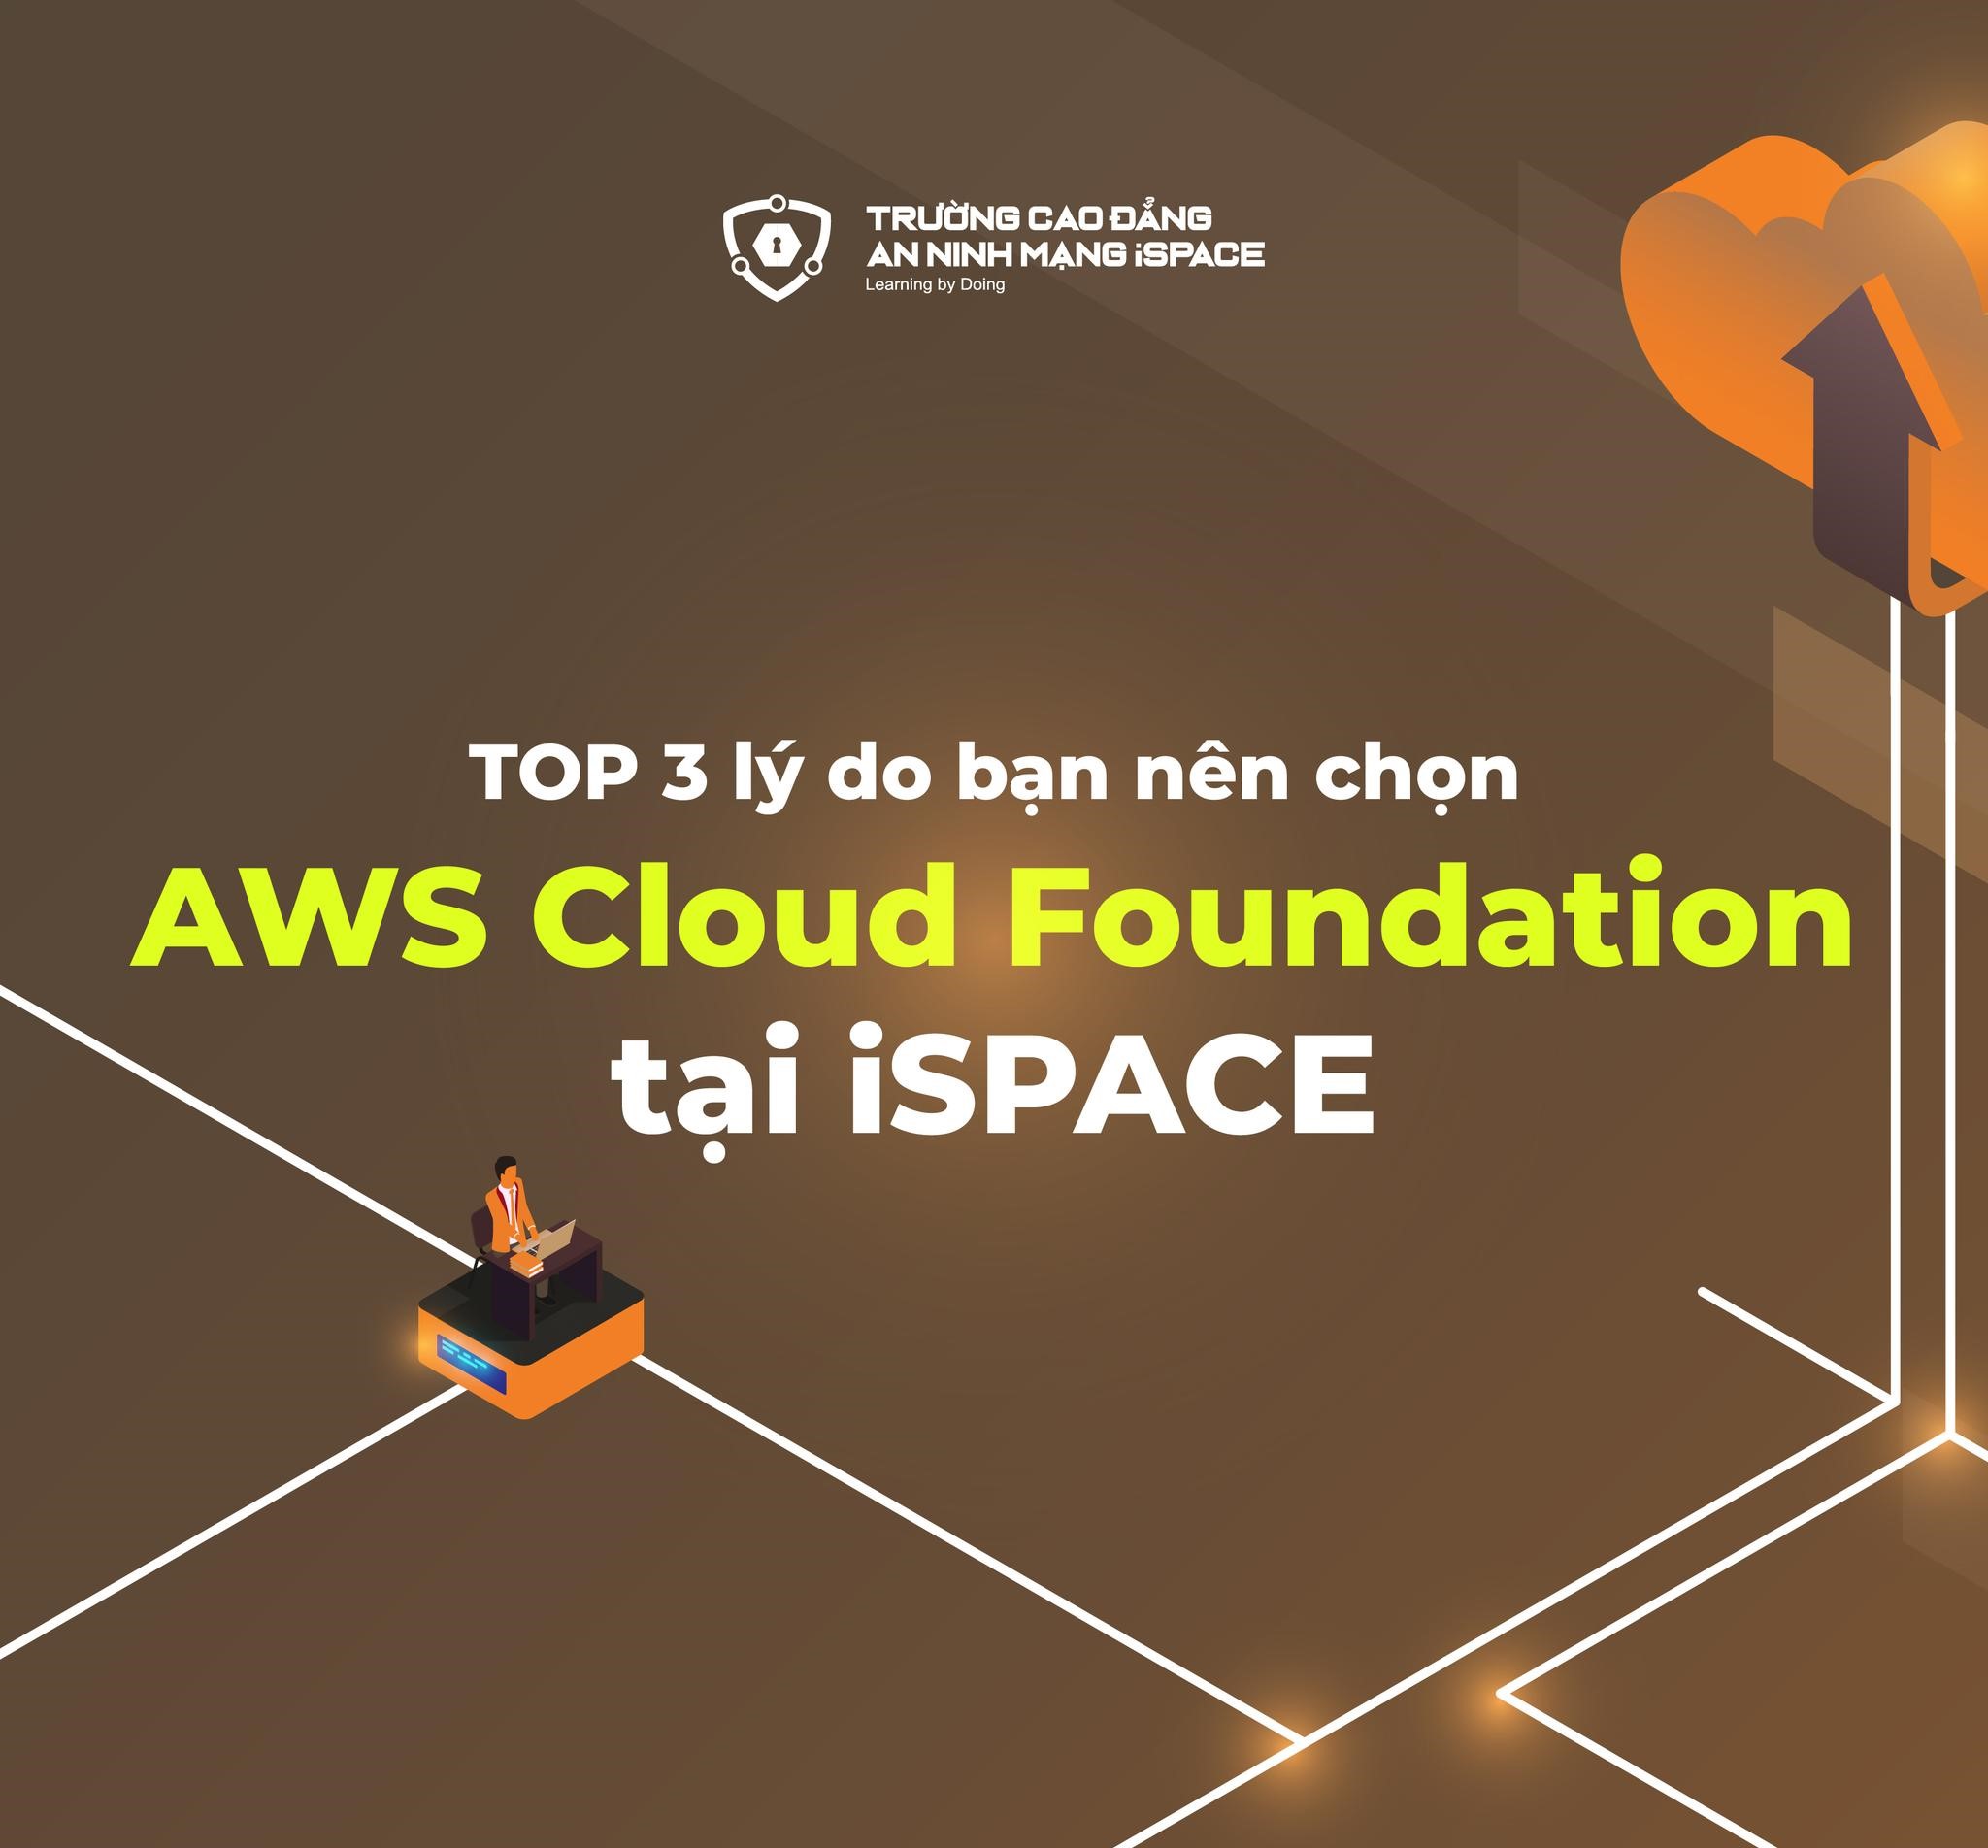 TRƯỜNG CAO ĐẲNG
AN NINH MẠNG iSPACE
Learning by Doing
TOP 3 lý do bạn nên chọn
AWS Cloud Foundation
tại iSPACE